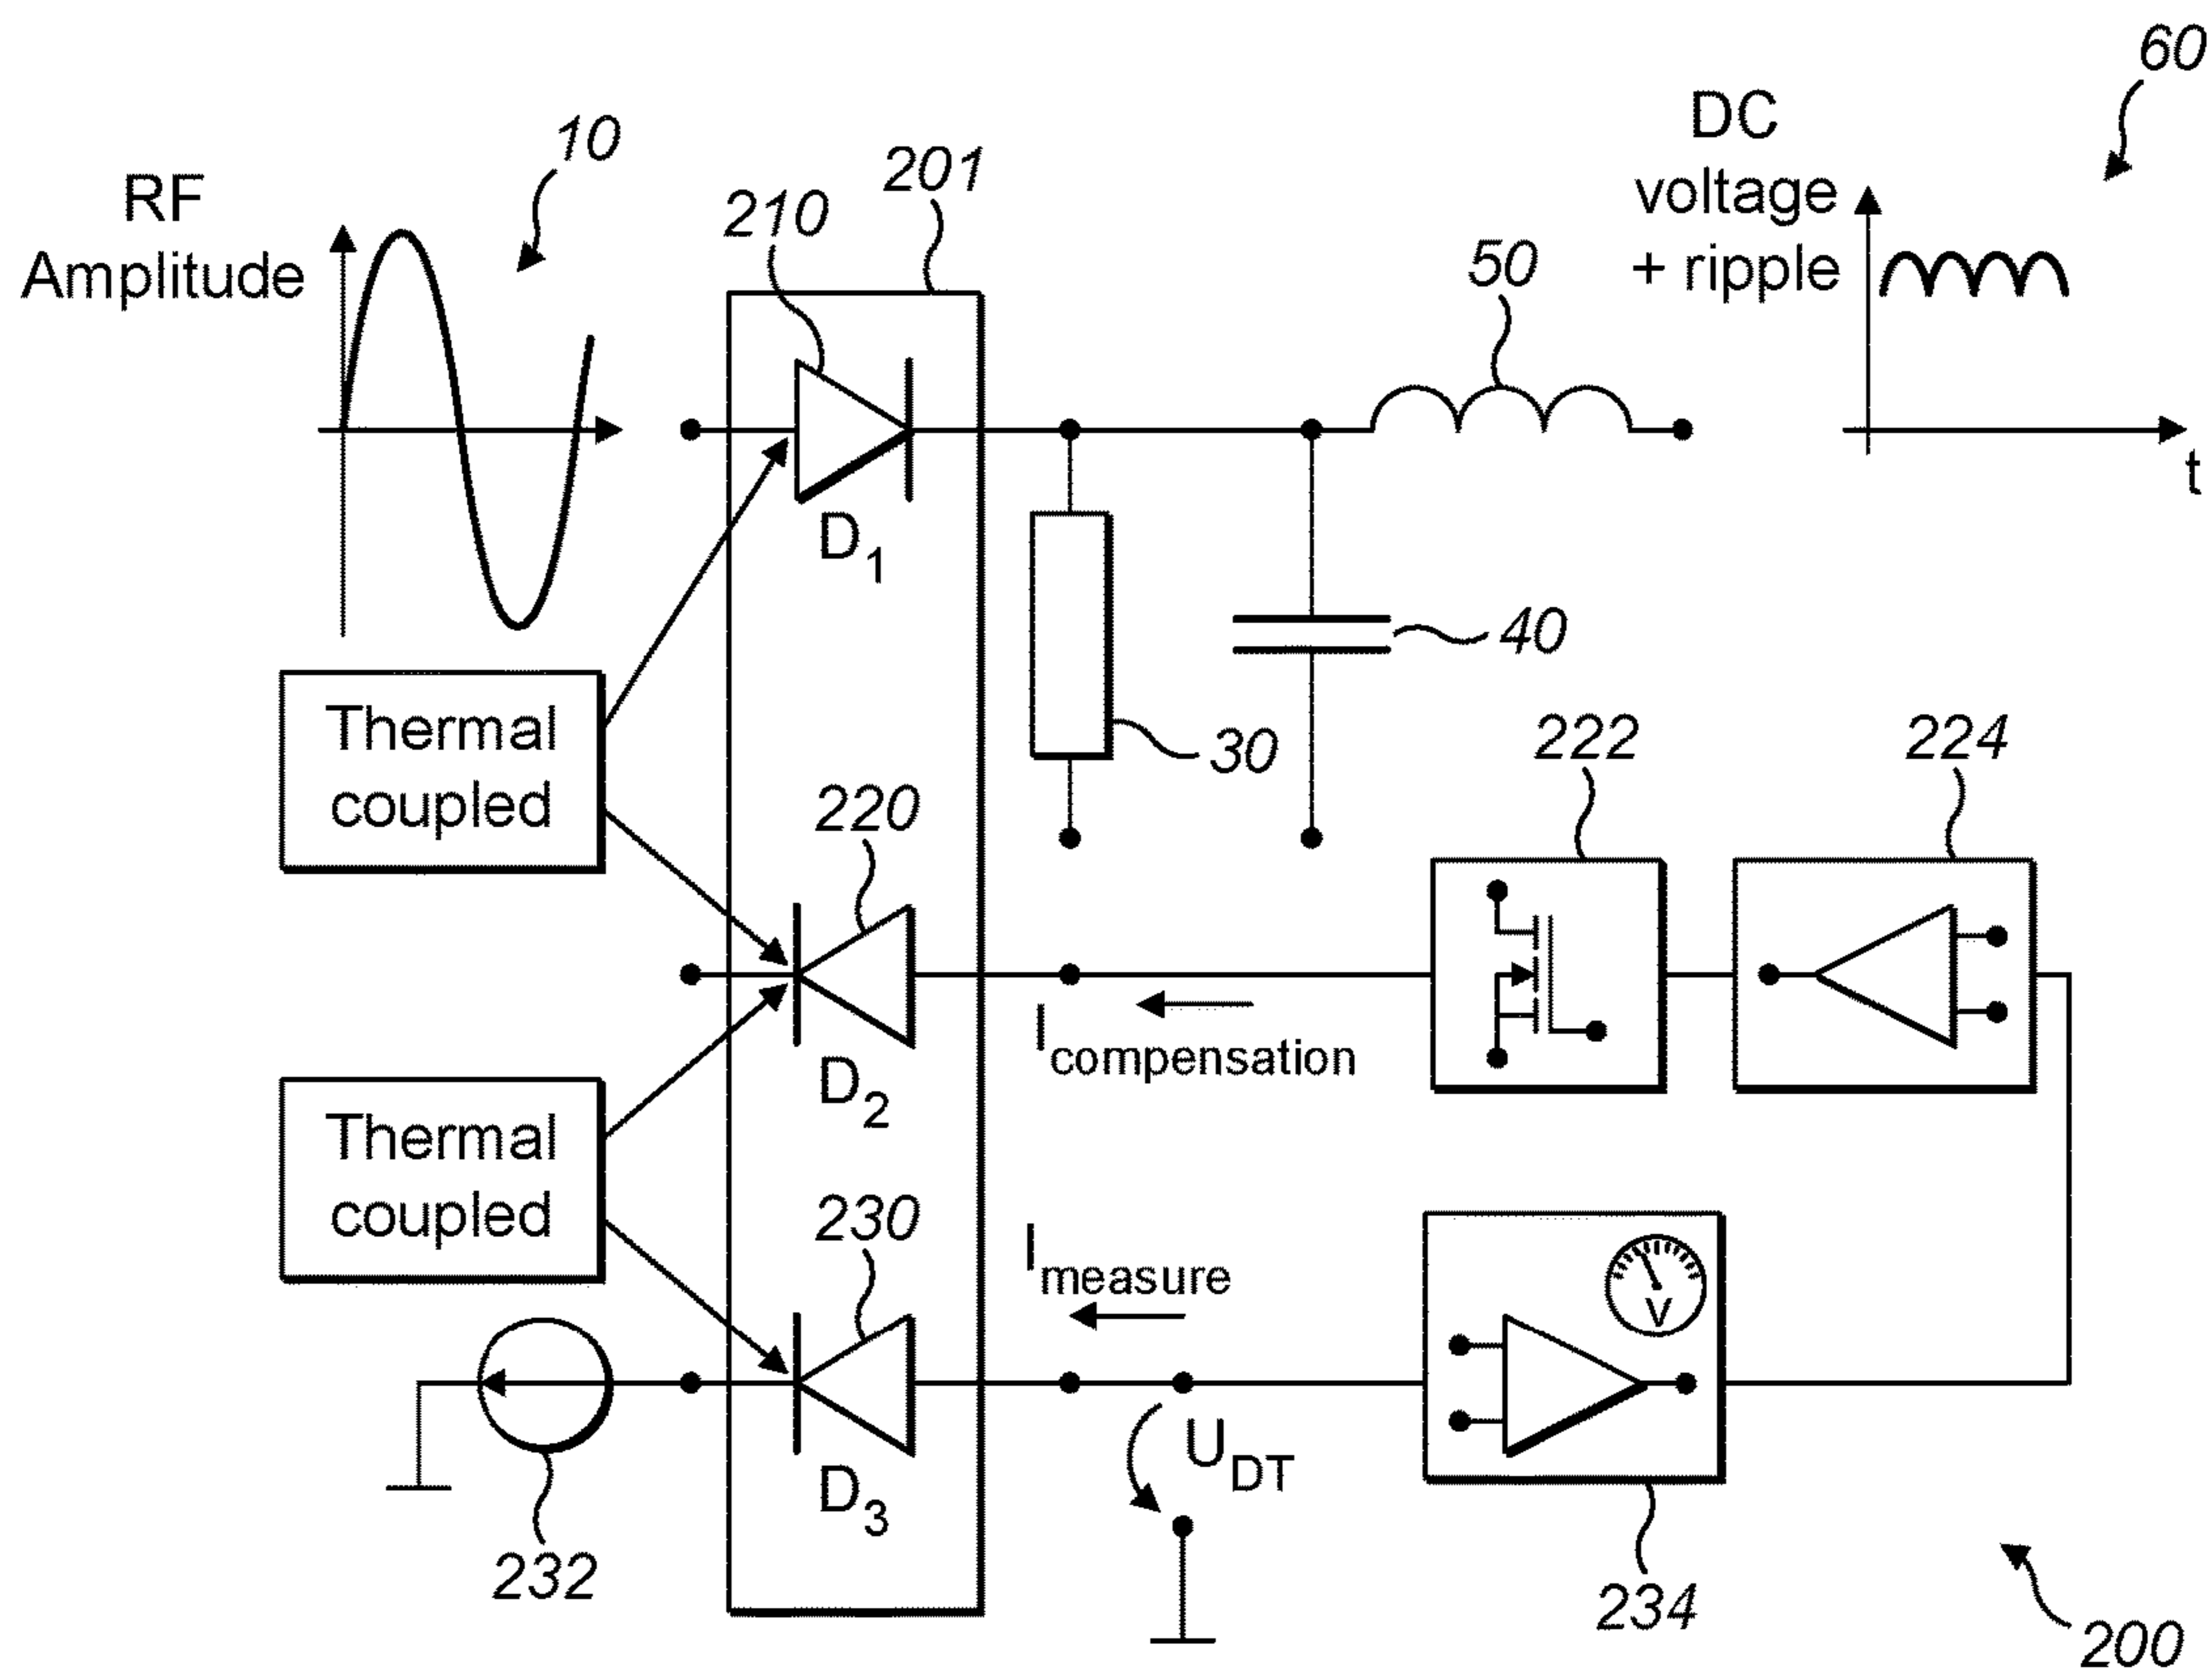 60
DC
voltage
+ ripple
t
10
RF
Amplitude
201
210
50
D1
40
30
Thermal
coupled
222
224
220
Icompensation
D2
Thermal
coupled
230
Imeasure
V
UDT
D3
232
234
200